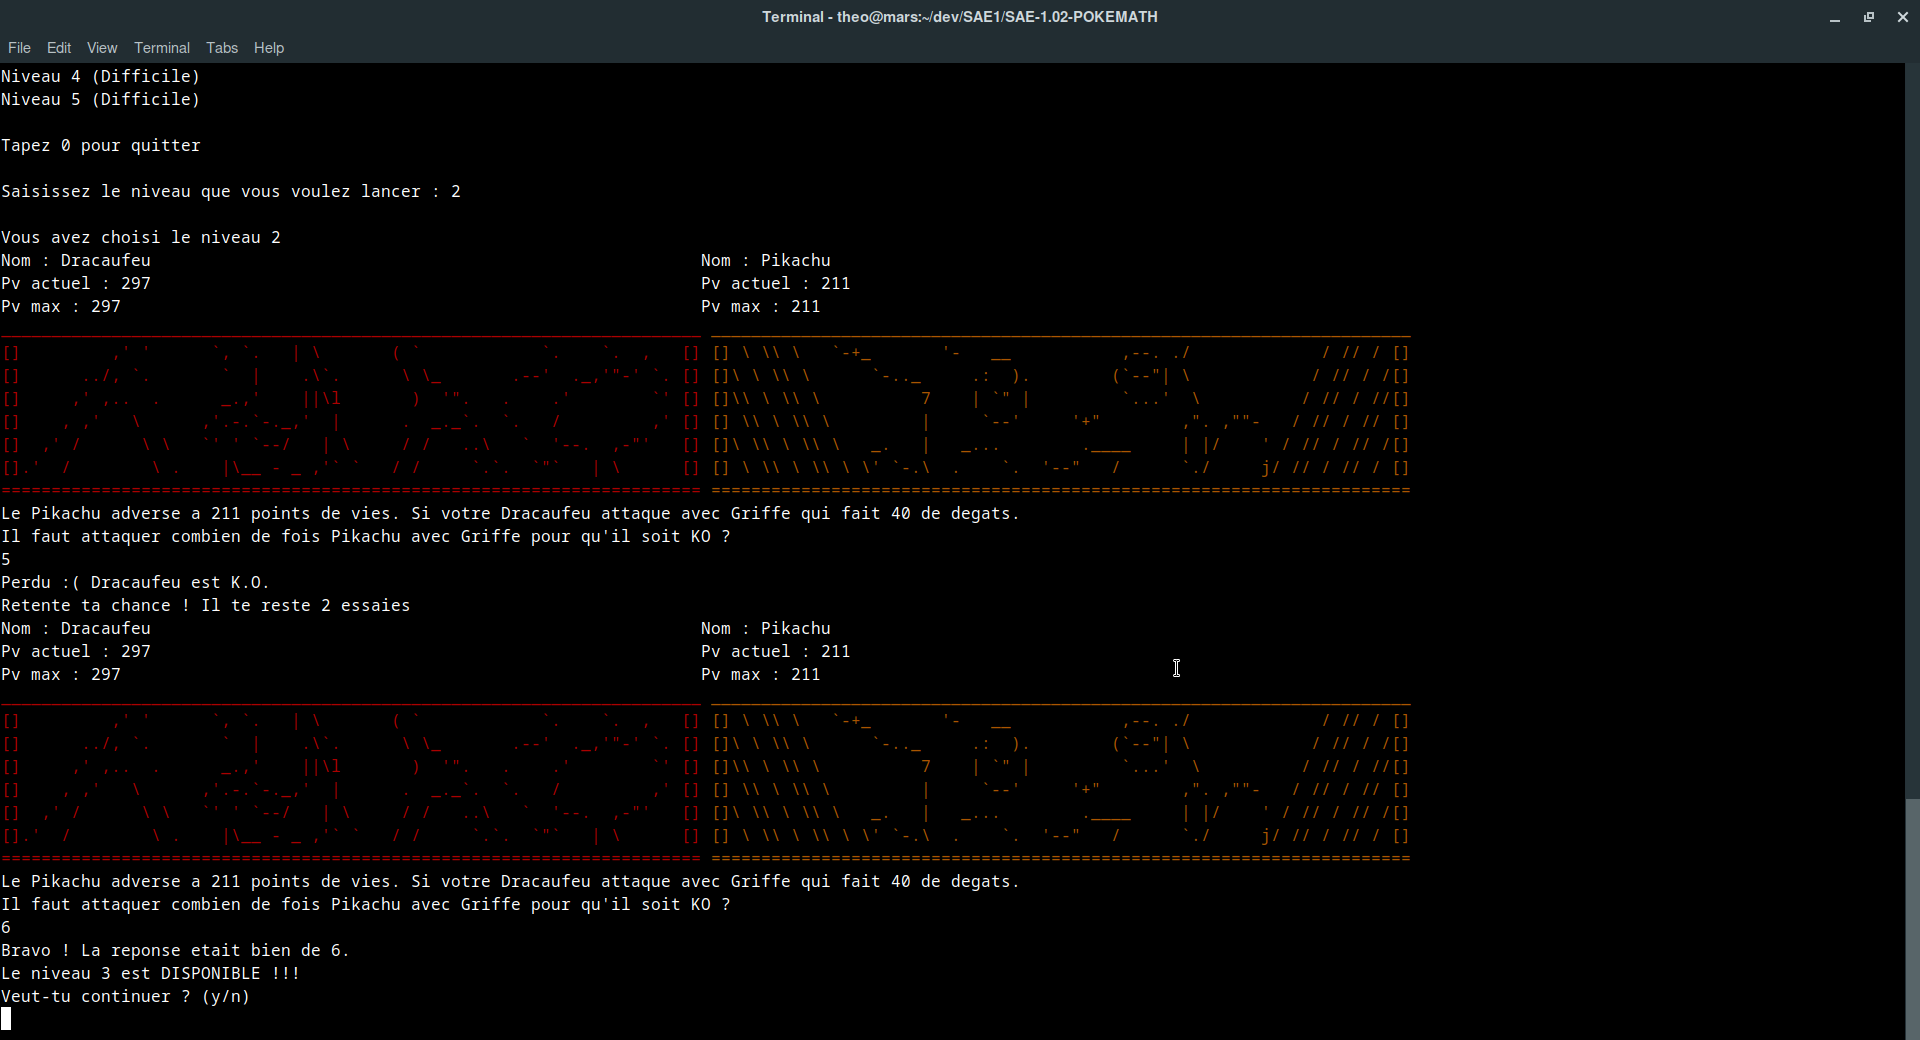 Terminal - theo@mars:~/dev/SAE1/SAE-1.02-POKEMATH
File Edit View Terminal Tabs Help
Niveau 4 (Difficile)
Niveau 5 (Difficile)
Tapez 0 pour quitter
Saisissez le niveau que vous voulez lancer : 2
Vous avez choisi le niveau 2
Nom : Dracaufeu Nom : Pikachu
Pv actuel : 297 Pv actuel : 211
Pv max : 297 Pv max : 211
Le Pikachu adverse a 211 points de vies. Si votre Dracaufeu attaque avec Griffe qui fait 40 de degats.
Il faut attaquer combien de fois Pikachu avec Griffe pour qu'il soit KO ?
5
Perdu :( Dracaufeu est K.O.
Retente ta chance ! Il te reste 2 essaies
Nom : Dracaufeu Nom : Pikachu
Pv actuel : 297 Pv actuel : 211
Pv max : 297 Pv max : 211
Le Pikachu adverse a 211 points de vies. Si votre Dracaufeu attaque avec Griffe qui fait 40 de degats.
Il faut attaquer combien de fois Pikachu avec Griffe pour qu'il soit KO ?
6
Bravo ! La reponse etait bien de 6.
Le niveau 3 est DISPONIBLE !!!
Veut-tu continuer ? (y/n)